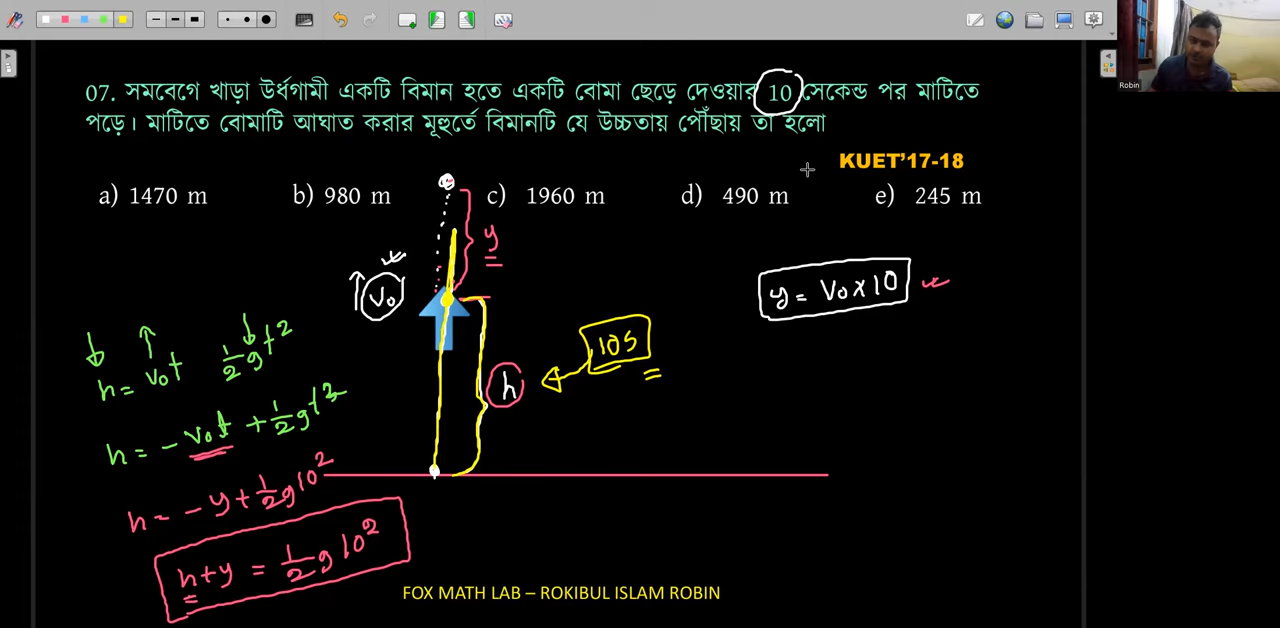 07. সমবেগে খাড়া উর্ধগামী একটি বিমান হতে একটি বোমা ছেড়ে দেওয়ার 10 সেকেন্ড পর মাটিতে
পড়ে। মাটিতে বোমাটি আঘাত করার মূহুর্তে বিমানটি যে উচ্চতায় পৌঁছায় তা হলো
KUET’17-18
a) 1470 m b) 980 m c) 1960 m d) 490 m e) 245 m
y
v₀
y = v₀ x 10
10s
h
h = v₀t ½gt²
h = - v₀t + ½gt²
h = - y + ½g10²
h+y = ½g10²
FOX MATH LAB – ROKIBUL ISLAM ROBIN
Robin